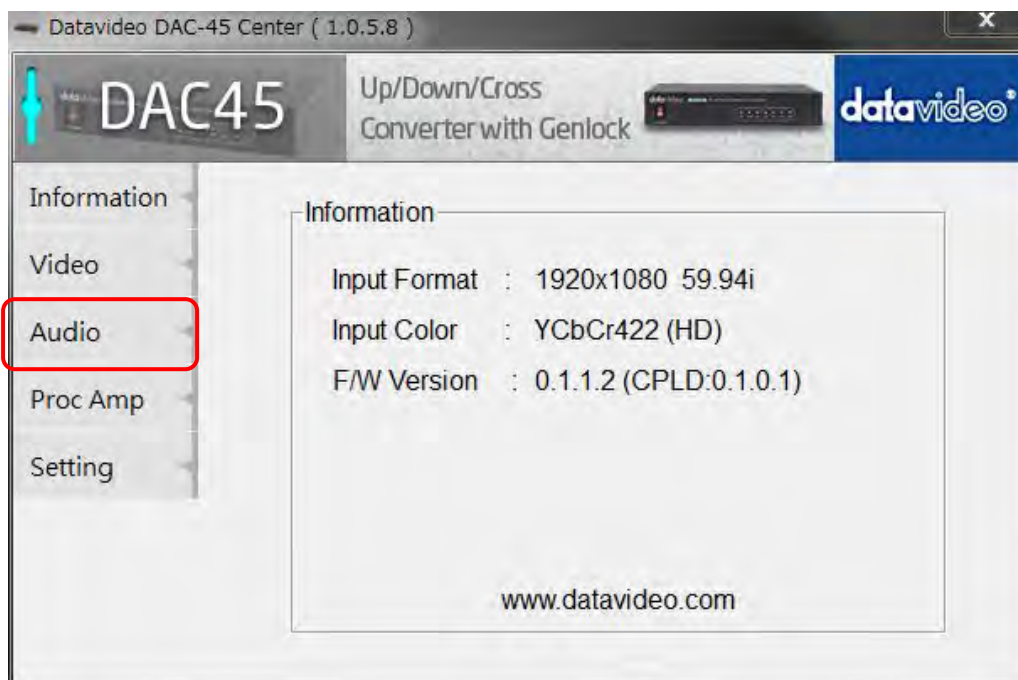 Datavideo DAC-45 Center ( 1.0.5.8 )
x
DAC45
Up/Down/Cross
Converter with Genlock
datavideo
Information
Video
Audio
Proc Amp
Setting
Information
Input Format : 1920x1080 59.94i
Input Color : YCbCr422 (HD)
F/W Version : 0.1.1.2 (CPLD:0.1.0.1)
www.datavideo.com